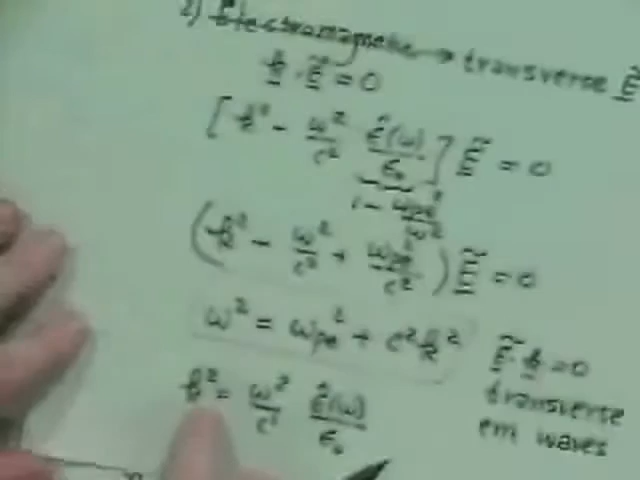 2) Electromagnetic → transverse Ẽ
k · Ẽ = 0
[ k² - ω²/c² ε̂(ω)/ε₀ ] Ẽ = 0
1 - ωpe²/ω²
( k² - ω²/c² + ωpe²/c² ) Ẽ = 0
ω² = ωpe² + c²k²
Ẽ · k = 0
transverse
em waves
k² = ω²/c² ε̂(ω)/ε₀